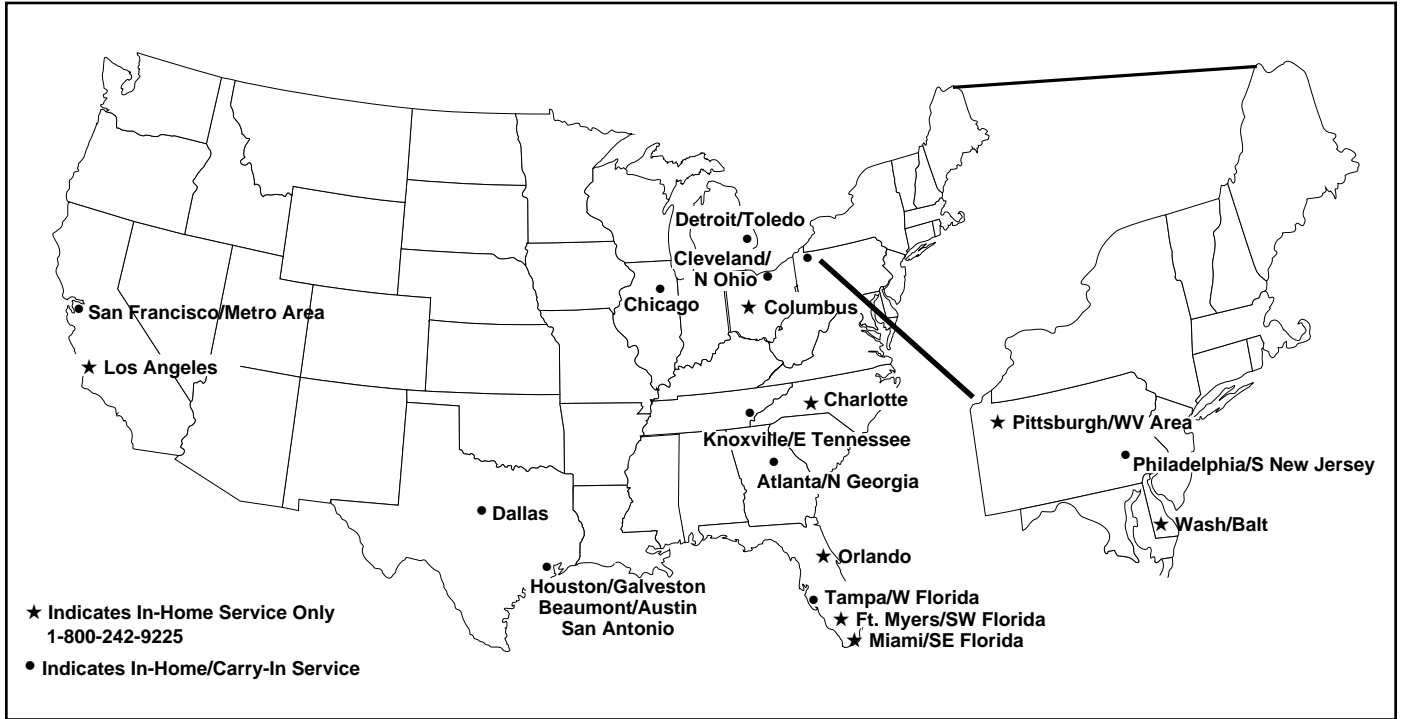 Detroit/Toledo
Cleveland/
N Ohio
Chicago
★ Columbus
San Francisco/Metro Area
★ Los Angeles
★ Charlotte
Knoxville/E Tennessee
Atlanta/N Georgia
★ Pittsburgh/WV Area
Philadelphia/S New Jersey
★ Wash/Balt
Dallas
★ Orlando
Houston/Galveston
Beaumont/Austin
San Antonio
Tampa/W Florida
★ Ft. Myers/SW Florida
★ Miami/SE Florida
★ Indicates In-Home Service Only
1-800-242-9225
● Indicates In-Home/Carry-In Service